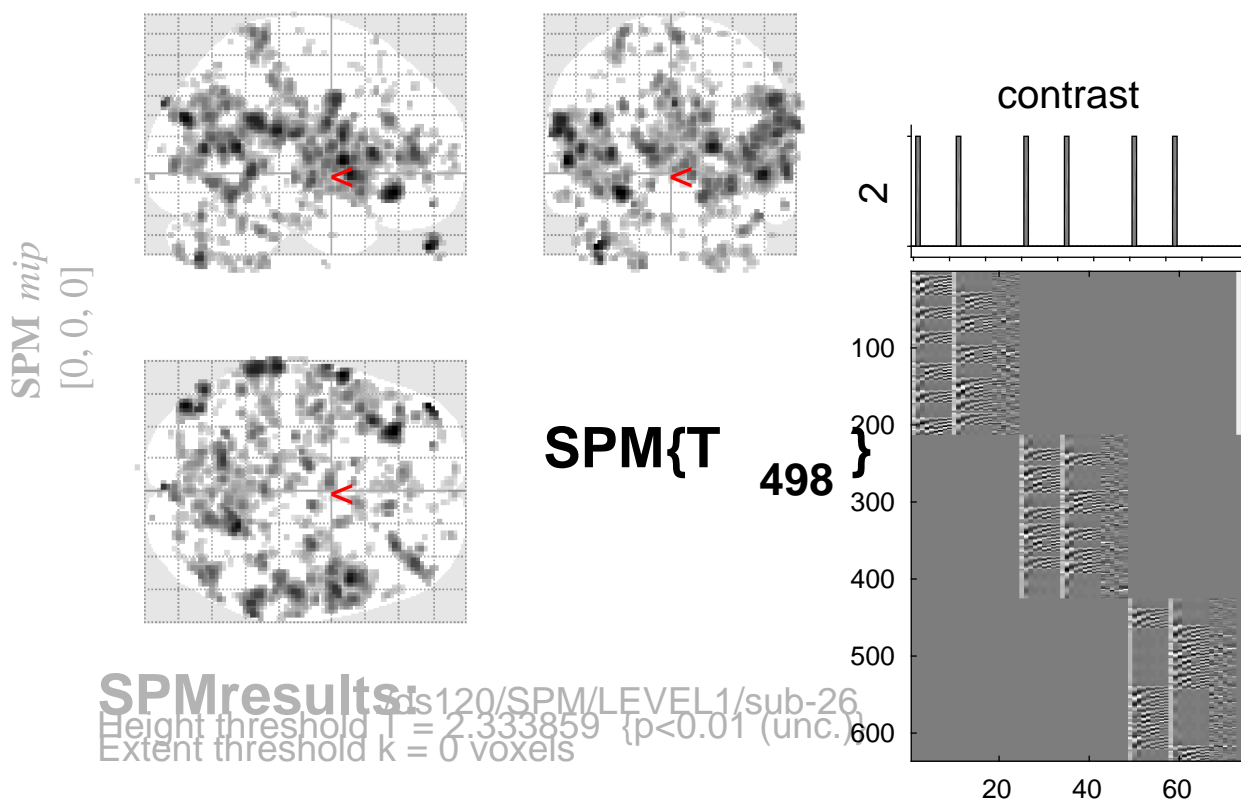 SPM mip
[0, 0, 0]
<
<
<
SPM{T498}
contrast
2
100
200
300
400
500
600
20 40 60
SPMresults: /ds120/SPM/LEVEL1/sub-26
Height threshold T = 2.333859 {p<0.01 (unc.)}
Extent threshold k = 0 voxels